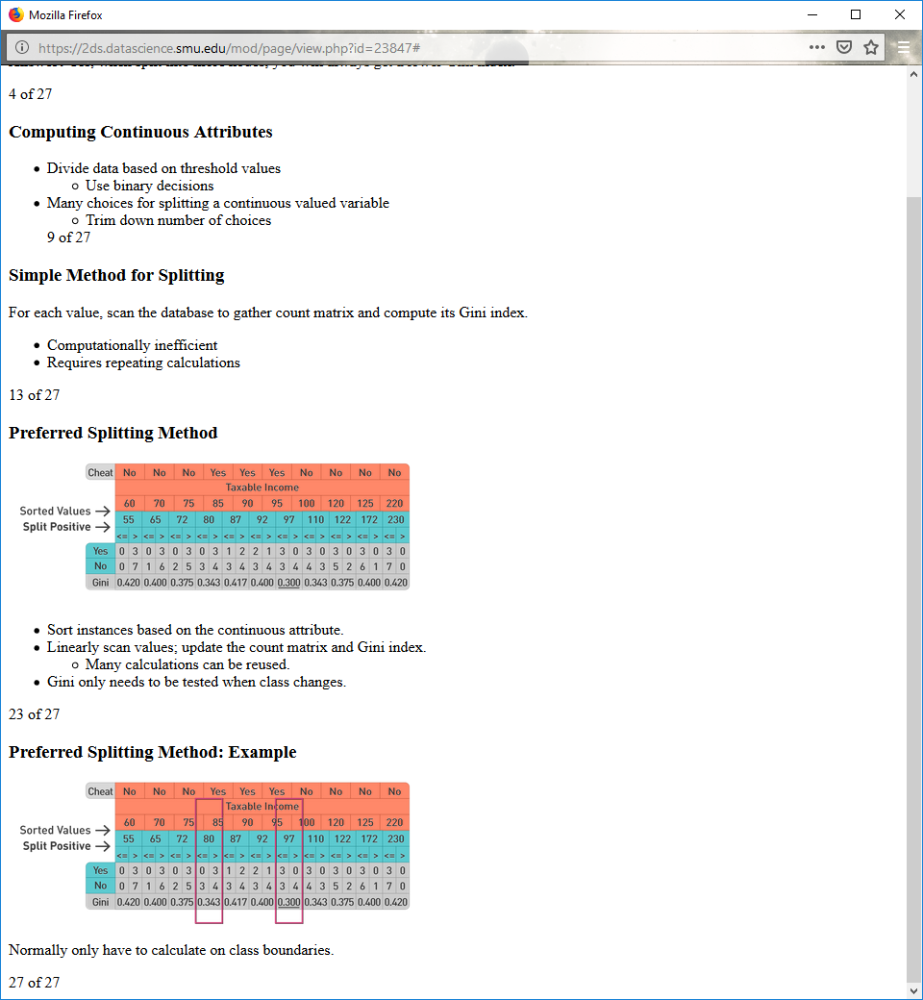 Mozilla Firefox
https://2ds.datascience.smu.edu/mod/page/view.php?id=23847#
4 of 27
Computing Continuous Attributes
• Divide data based on threshold values
○ Use binary decisions
• Many choices for splitting a continuous valued variable
○ Trim down number of choices
9 of 27
Simple Method for Splitting
For each value, scan the database to gather count matrix and compute its Gini index.
• Computationally inefficient
• Requires repeating calculations
13 of 27
Preferred Splitting Method
Cheat No No No Yes Yes Yes No No No No
Taxable Income
Sorted Values → 60 70 75 85 90 95 100 120 125 220
Split Positive → 55 65 72 80 87 92 97 110 122 172 230
<= > <= > <= > <= > <= > <= > <= > <= > <= > <= > <= >
Yes 0 3 0 3 0 3 0 3 1 2 2 1 3 0 3 0 3 0 3 0 3 0
No 0 7 1 6 2 5 3 4 3 4 3 4 3 4 4 3 5 2 6 1 7 0
Gini 0.420 0.400 0.375 0.343 0.417 0.400 0.300 0.343 0.375 0.400 0.420
• Sort instances based on the continuous attribute.
• Linearly scan values; update the count matrix and Gini index.
○ Many calculations can be reused.
• Gini only needs to be tested when class changes.
23 of 27
Preferred Splitting Method: Example
Cheat No No No Yes Yes Yes No No No No
Taxable Income
Sorted Values → 60 70 75 85 90 95 100 120 125 220
Split Positive → 55 65 72 80 87 92 97 110 122 172 230
<= > <= > <= > <= > <= > <= > <= > <= > <= > <= > <= >
Yes 0 3 0 3 0 3 0 3 1 2 2 1 3 0 3 0 3 0 3 0 3 0
No 0 7 1 6 2 5 3 4 3 4 3 4 3 4 4 3 5 2 6 1 7 0
Gini 0.420 0.400 0.375 0.343 0.417 0.400 0.300 0.343 0.375 0.400 0.420
Normally only have to calculate on class boundaries.
27 of 27